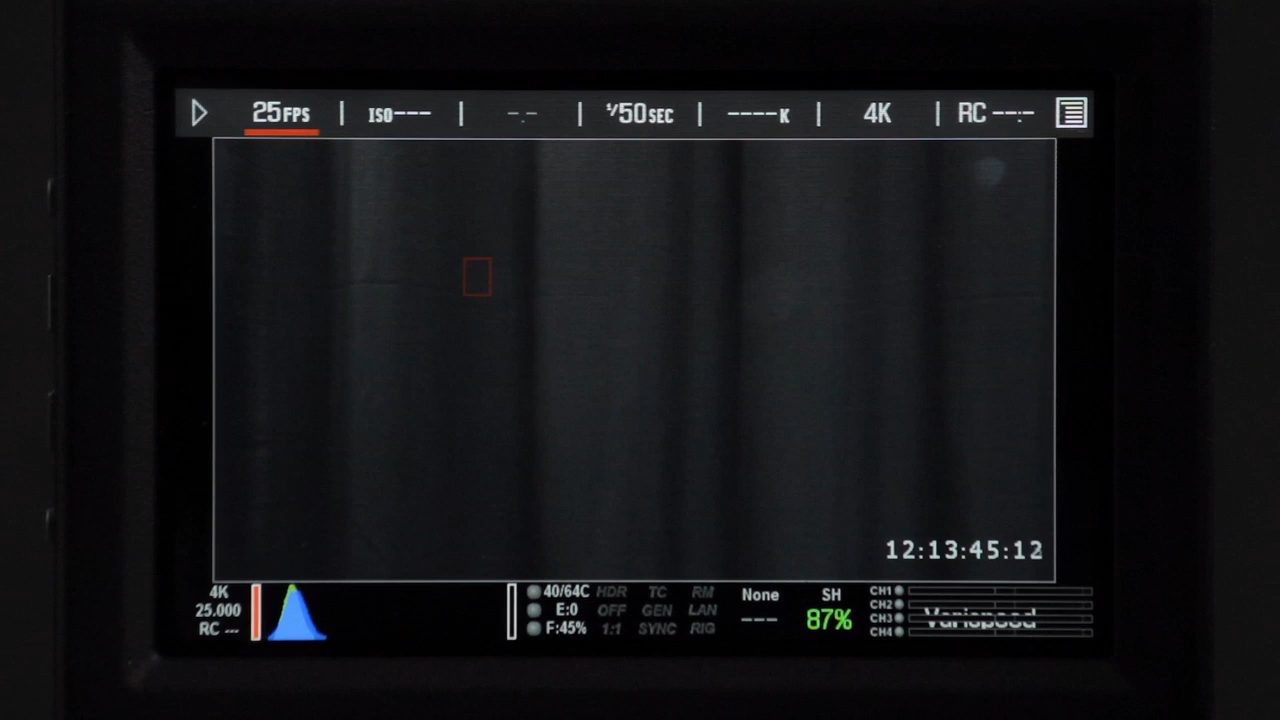 25FPS | ISO--- | -.- | 1/50SEC | ----K | 4K | RC --:-
12:13:45:12
4K
25.000
RC ---
40/64C HDR TC RM
E:0 OFF GEN LAN
F:45% 1:1 SYNC RIG
None
---
SH
87%
CH1
CH2
CH3
CH4
Varispeed